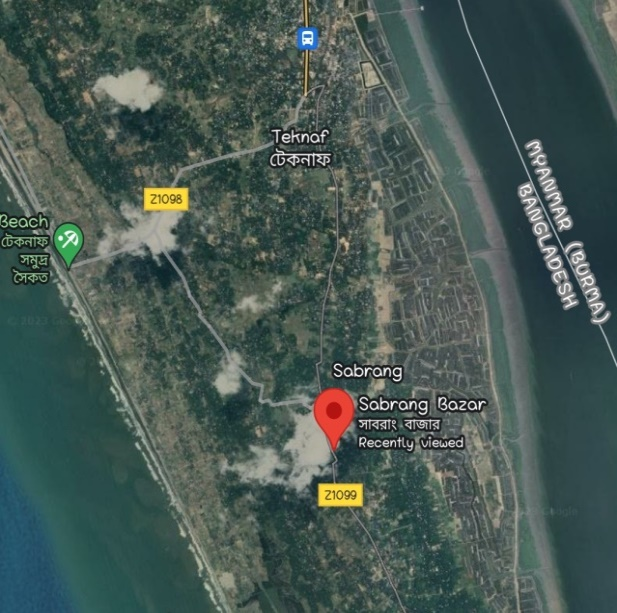 Teknaf
টেকনাফ
Z1098
MYANMAR (BURMA)
BANGLADESH
Beach
টেকনাফ
সমুদ্র
সৈকত
Sabrang
Sabrang Bazar
সাবরাং বাজার
Recently viewed
Z1099